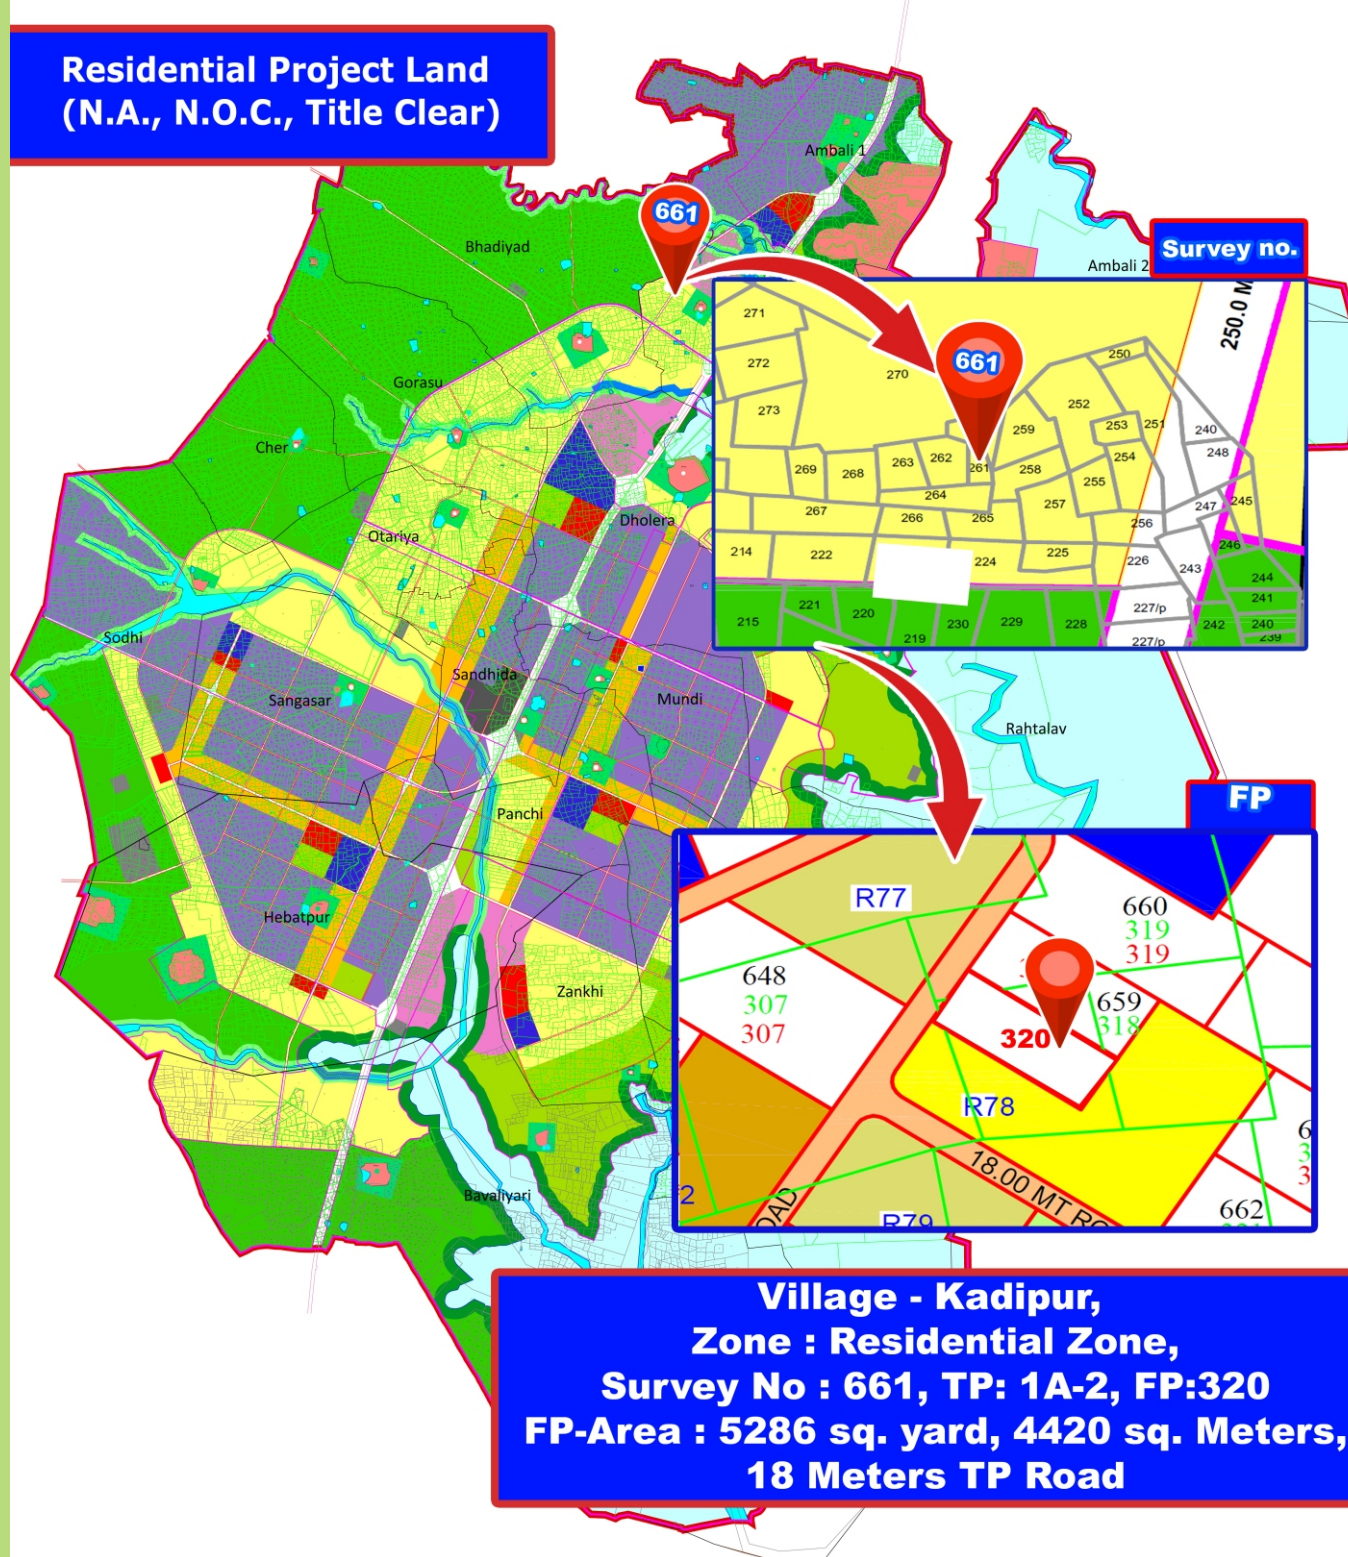 Residential Project Land
(N.A., N.O.C., Title Clear)
Ambali 1
661
Bhadiyad
Survey no.
Ambali 2
271
250.0 M
272
270
661
250
273
252
Gorasu
259
253
251
240
Cher
269
268
263
262
261
258
254
248
264
255
257
247
245
267
266
265
256
Dholera
Otariya
214
222
224
225
226
243
246
244
241
215
221
220
219
230
229
228
227/p
227/p
242
240
239
Sodhi
Sandhida
Sangasar
Mundi
Rahtalav
FP
Panchi
R77
660
319
319
648
307
307
659
318
320
Hebatpur
Zankhi
R78
18.00 MT RO
OAD
R79
662
Bavaliyari
Village - Kadipur,
Zone : Residential Zone,
Survey No : 661, TP: 1A-2, FP:320
FP-Area : 5286 sq. yard, 4420 sq. Meters,
18 Meters TP Road